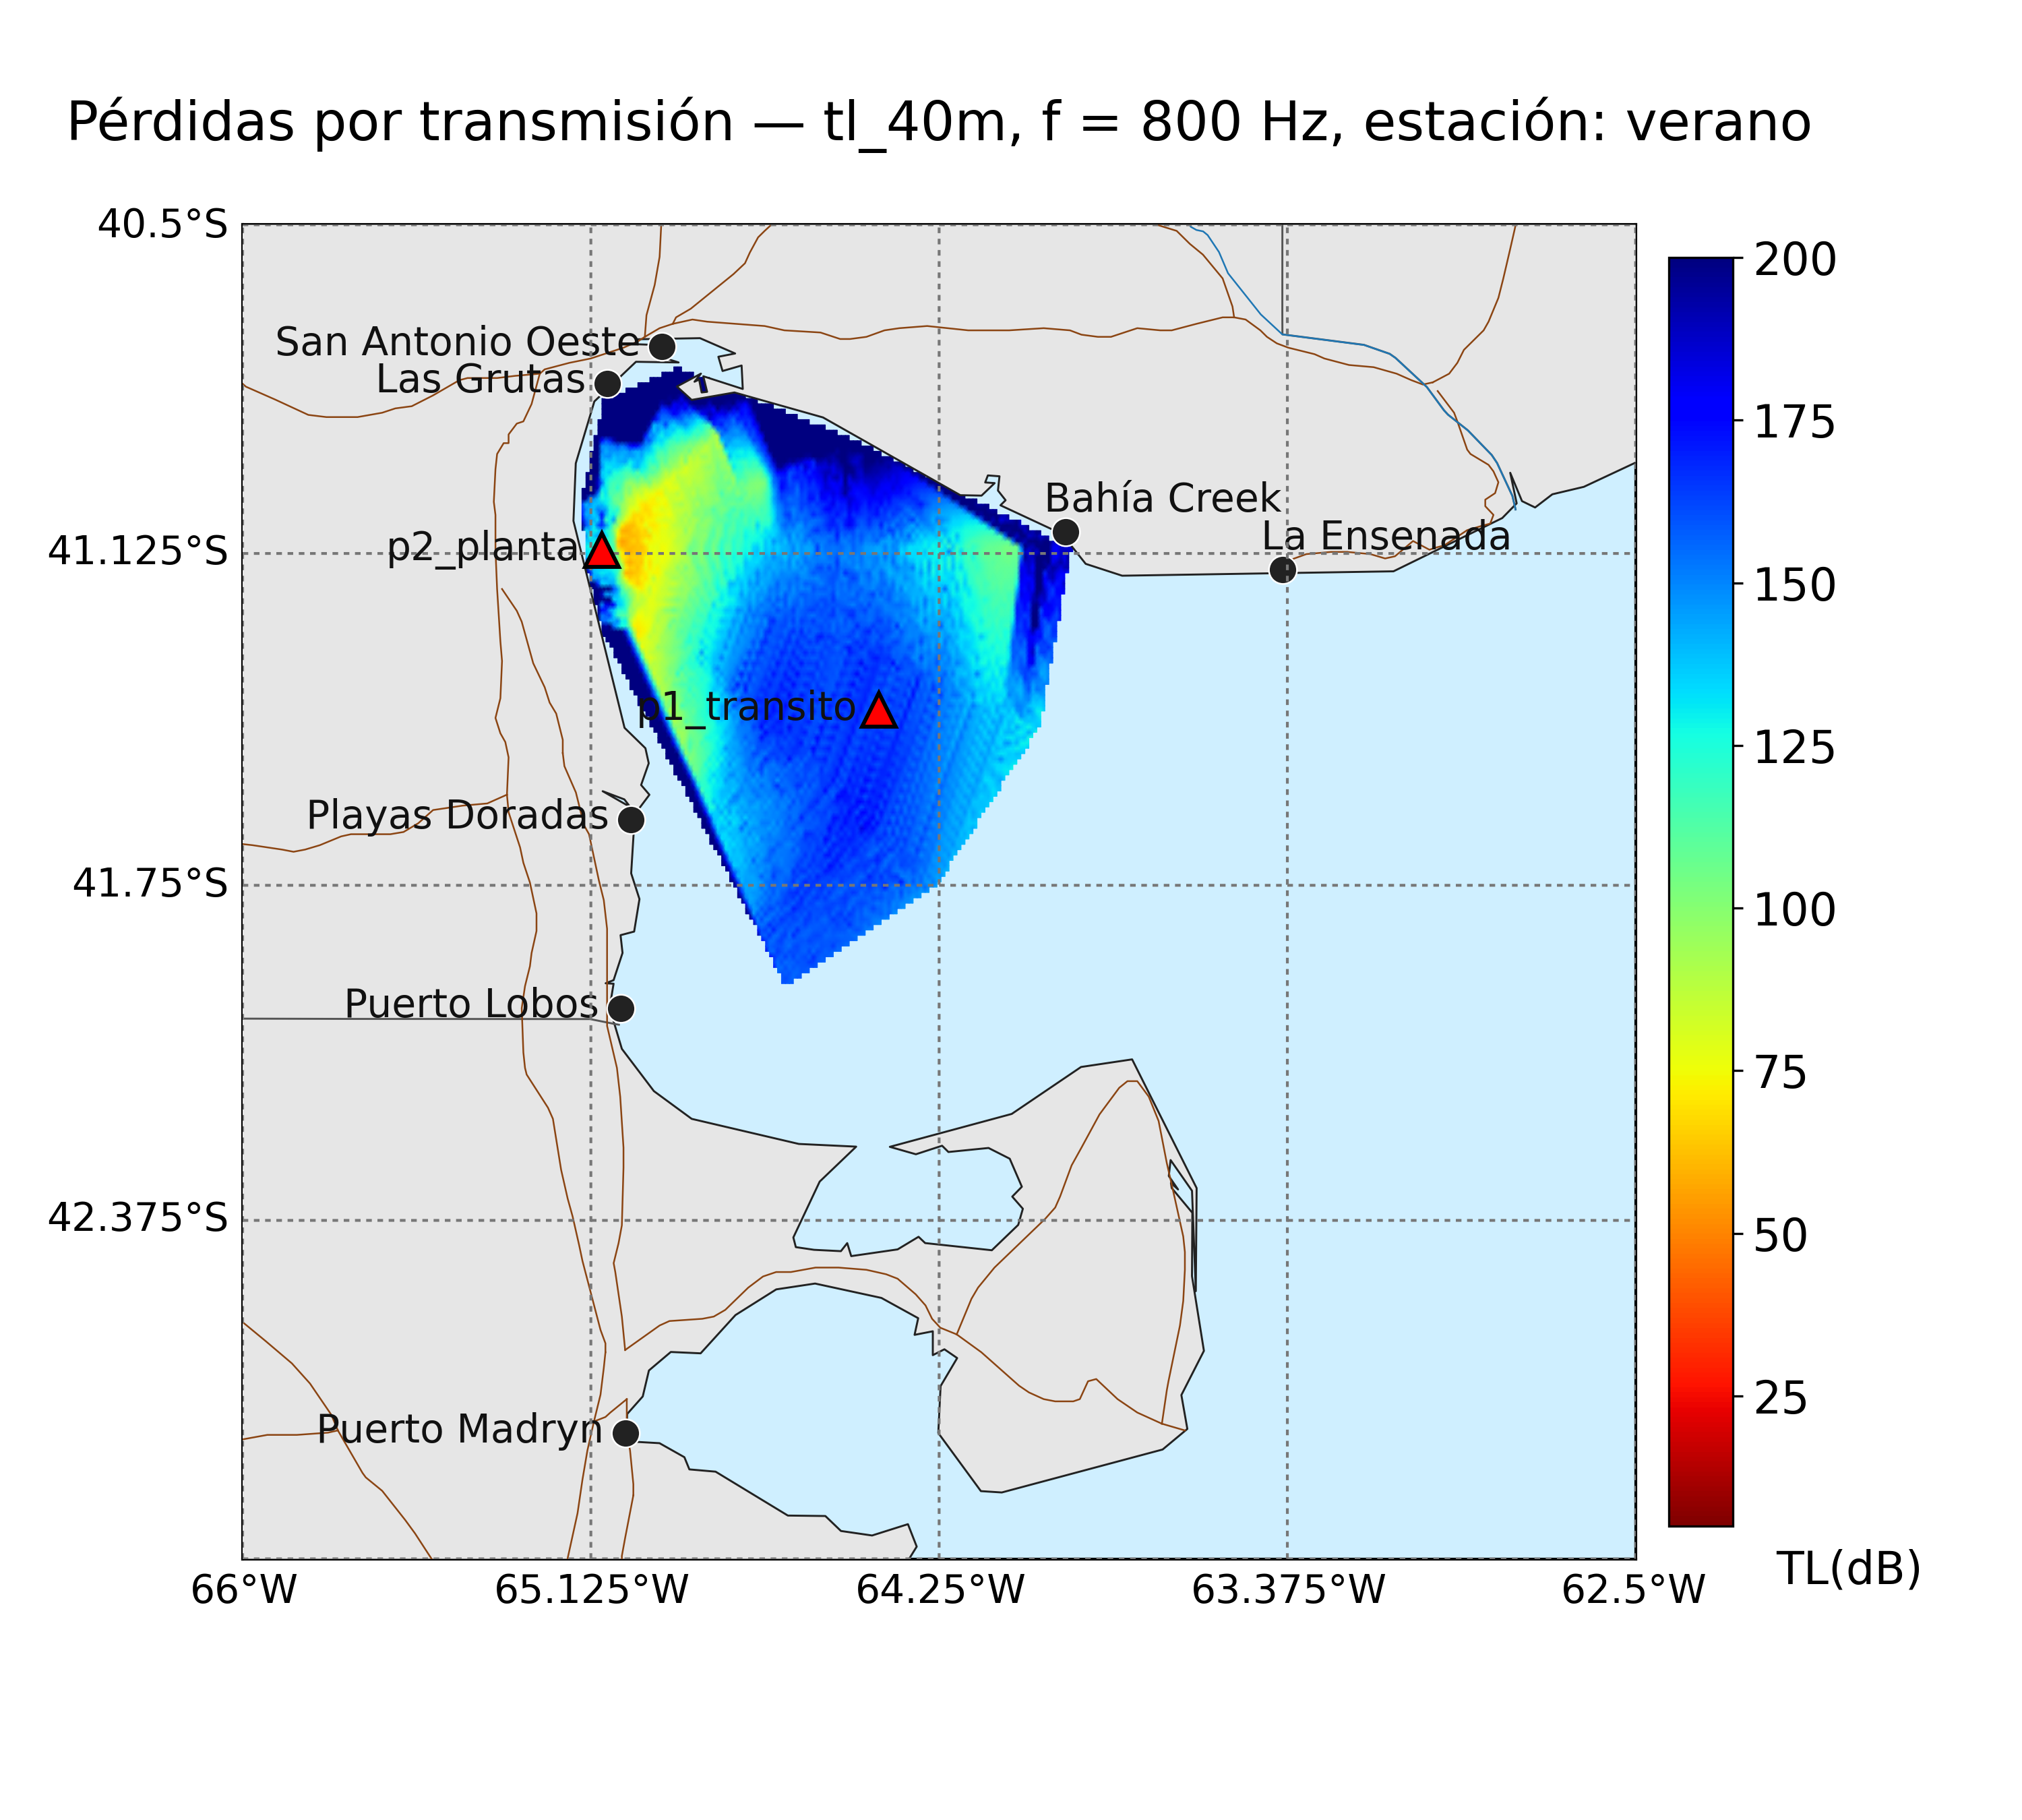 Pérdidas por transmisión — tl_40m, f = 800 Hz, estación: verano
40.5°S
200
San Antonio Oeste
Las Grutas
175
Bahía Creek
La Ensenada
p2_planta
41.125°S
150
p1_transito
125
Playas Doradas
41.75°S
100
Puerto Lobos
75
42.375°S
50
25
Puerto Madryn
TL(dB)
66°W
65.125°W
64.25°W
63.375°W
62.5°W